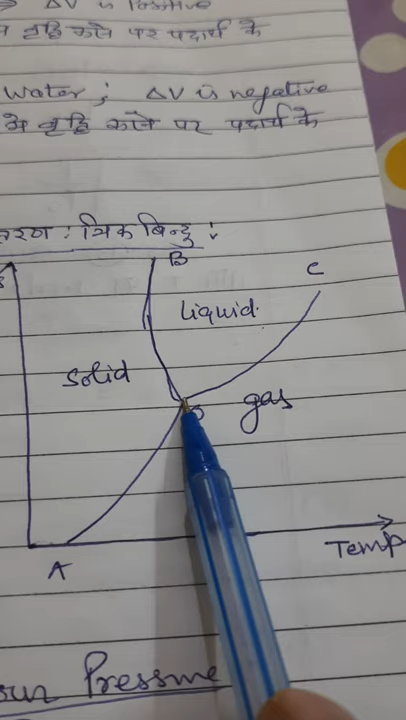 ΔV is Positive
वृद्धि करने पर पदार्थ के
Water; ΔV is negative
में वृद्धि करने पर पदार्थ के
त्रिक बिन्दु :
B
C
Liquid
Solid
gas
Temp
A
Pressure